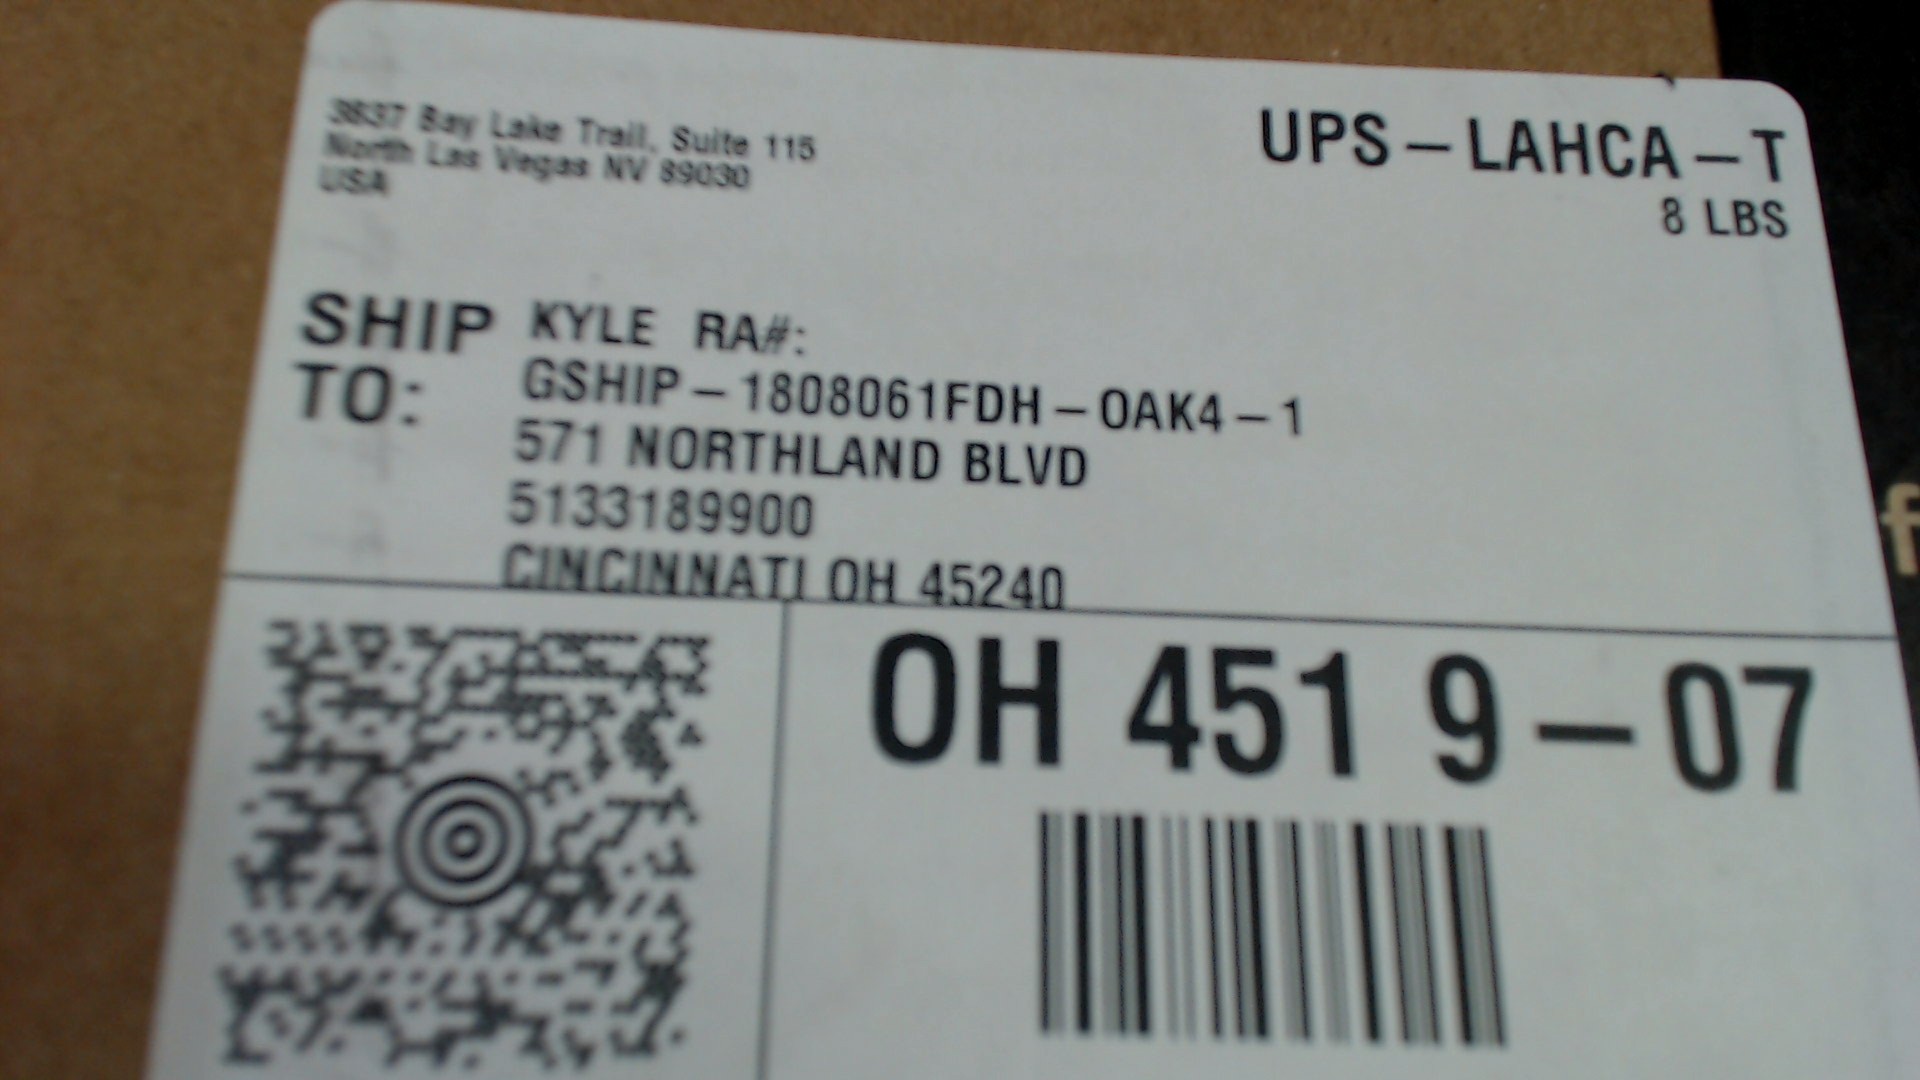 3837 Bay Lake Trail, Suite 115
North Las Vegas NV 89030
USA
UPS-LAHCA-T
8 LBS
SHIP TO:
KYLE RA#:
GSHIP-1808061FDH-OAK4-1
571 NORTHLAND BLVD
5133189900
CINCINNATI OH 45240
OH 451 9-07
f